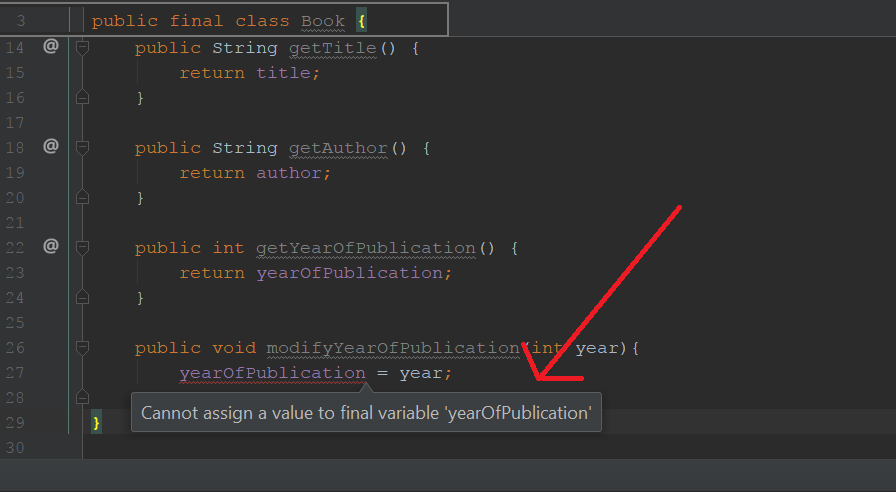 3 public final class Book {
14 @ public String getTitle() {
15 return title;
16 }
17
18 @ public String getAuthor() {
19 return author;
20 }
21
22 @ public int getYearOfPublication() {
23 return yearOfPublication;
24 }
25
26 public void modifyYearOfPublication(int year){
27 yearOfPublication = year;
28
Cannot assign a value to final variable 'yearOfPublication'
29 }
30